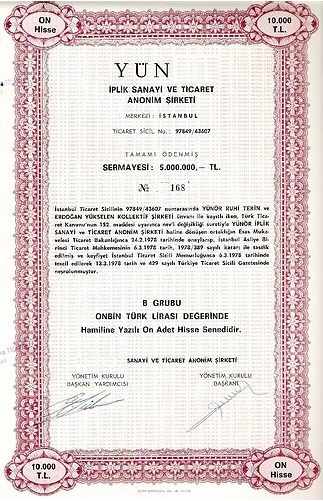 ON
Hisse
10.000
T.L.
YÜN
İPLİK SANAYİ VE TİCARET
ANONİM ŞİRKETİ
MERKEZİ : İSTANBUL
TİCARET SİCİL No. : 97849/43607
TAMAMI ÖDENMİŞ
SERMAYESİ : 5.000.000,— TL.
№ 168
İstanbul Ticaret Sicilinin 97849/43607 numarasında YÜNÖR RUHİ TEKİN ve
ERDOĞAN YÜKSELEN KOLLEKTİF ŞİRKETİ ünvanı ile kayıtlı iken, Türk Tica-
ret Kanunu'nun 152. maddesi uyarınca nevi değişikliği suretiyle YÜNÖR İPLİK
SANAYİ ve TİCARET ANONİM ŞİRKETİ haline dönüşen ortaklığın Esas Muka-
velesi Ticaret Bakanlığınca 24.2.1978 tarihinde onaylanıp, İstanbul Asliye Bi-
rinci Ticaret Mahkemesinin 6.3.1978 tarih, 1978/389 sayılı kararı ile tasdik
edilmiş ve keyfiyet İstanbul Ticaret Sicili Memurluğunca 6.3.1978 tarihinde
tescil edilerek 13.3.1978 tarih ve 429 sayılı Türkiye Ticaret Sicili Gazetesinde
neşrolunmuştur.
B GRUBU
ONBİN TÜRK LİRASI DEĞERİNDE
Hamiline Yazılı On Adet Hisse Senedidir.
SANAYİ VE TİCARET ANONİM ŞİRKETİ
YÖNETİM KURULU
BAŞKAN YARDIMCISI
YÖNETİM KURULU
BAŞKANI
10.000
T.L.
ON
Hisse